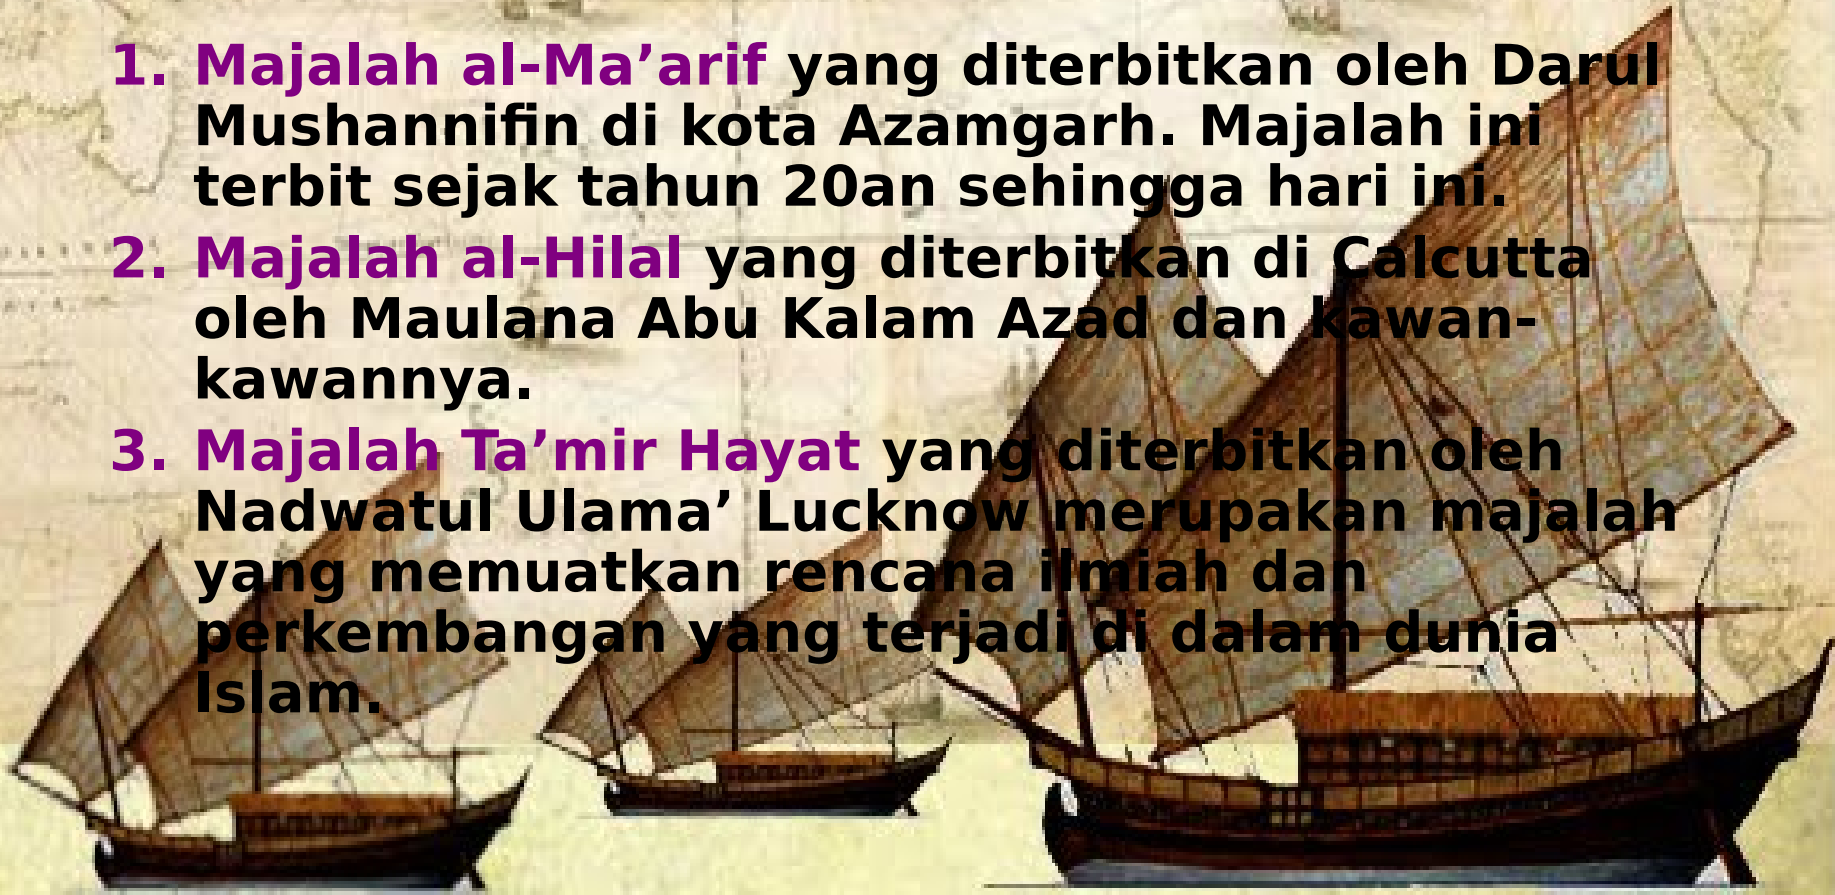 1. Majalah al-Ma’arif yang diterbitkan oleh Darul
Mushannifin di kota Azamgarh. Majalah ini
terbit sejak tahun 20an sehingga hari ini.
2. Majalah al-Hilal yang diterbitkan di Calcutta
oleh Maulana Abu Kalam Azad dan kawan-
kawannya.
3. Majalah Ta’mir Hayat yang diterbitkan oleh
Nadwatul Ulama’ Lucknow merupakan majalah
yang memuatkan rencana ilmiah dan
perkembangan yang terjadi di dalam dunia
Islam.